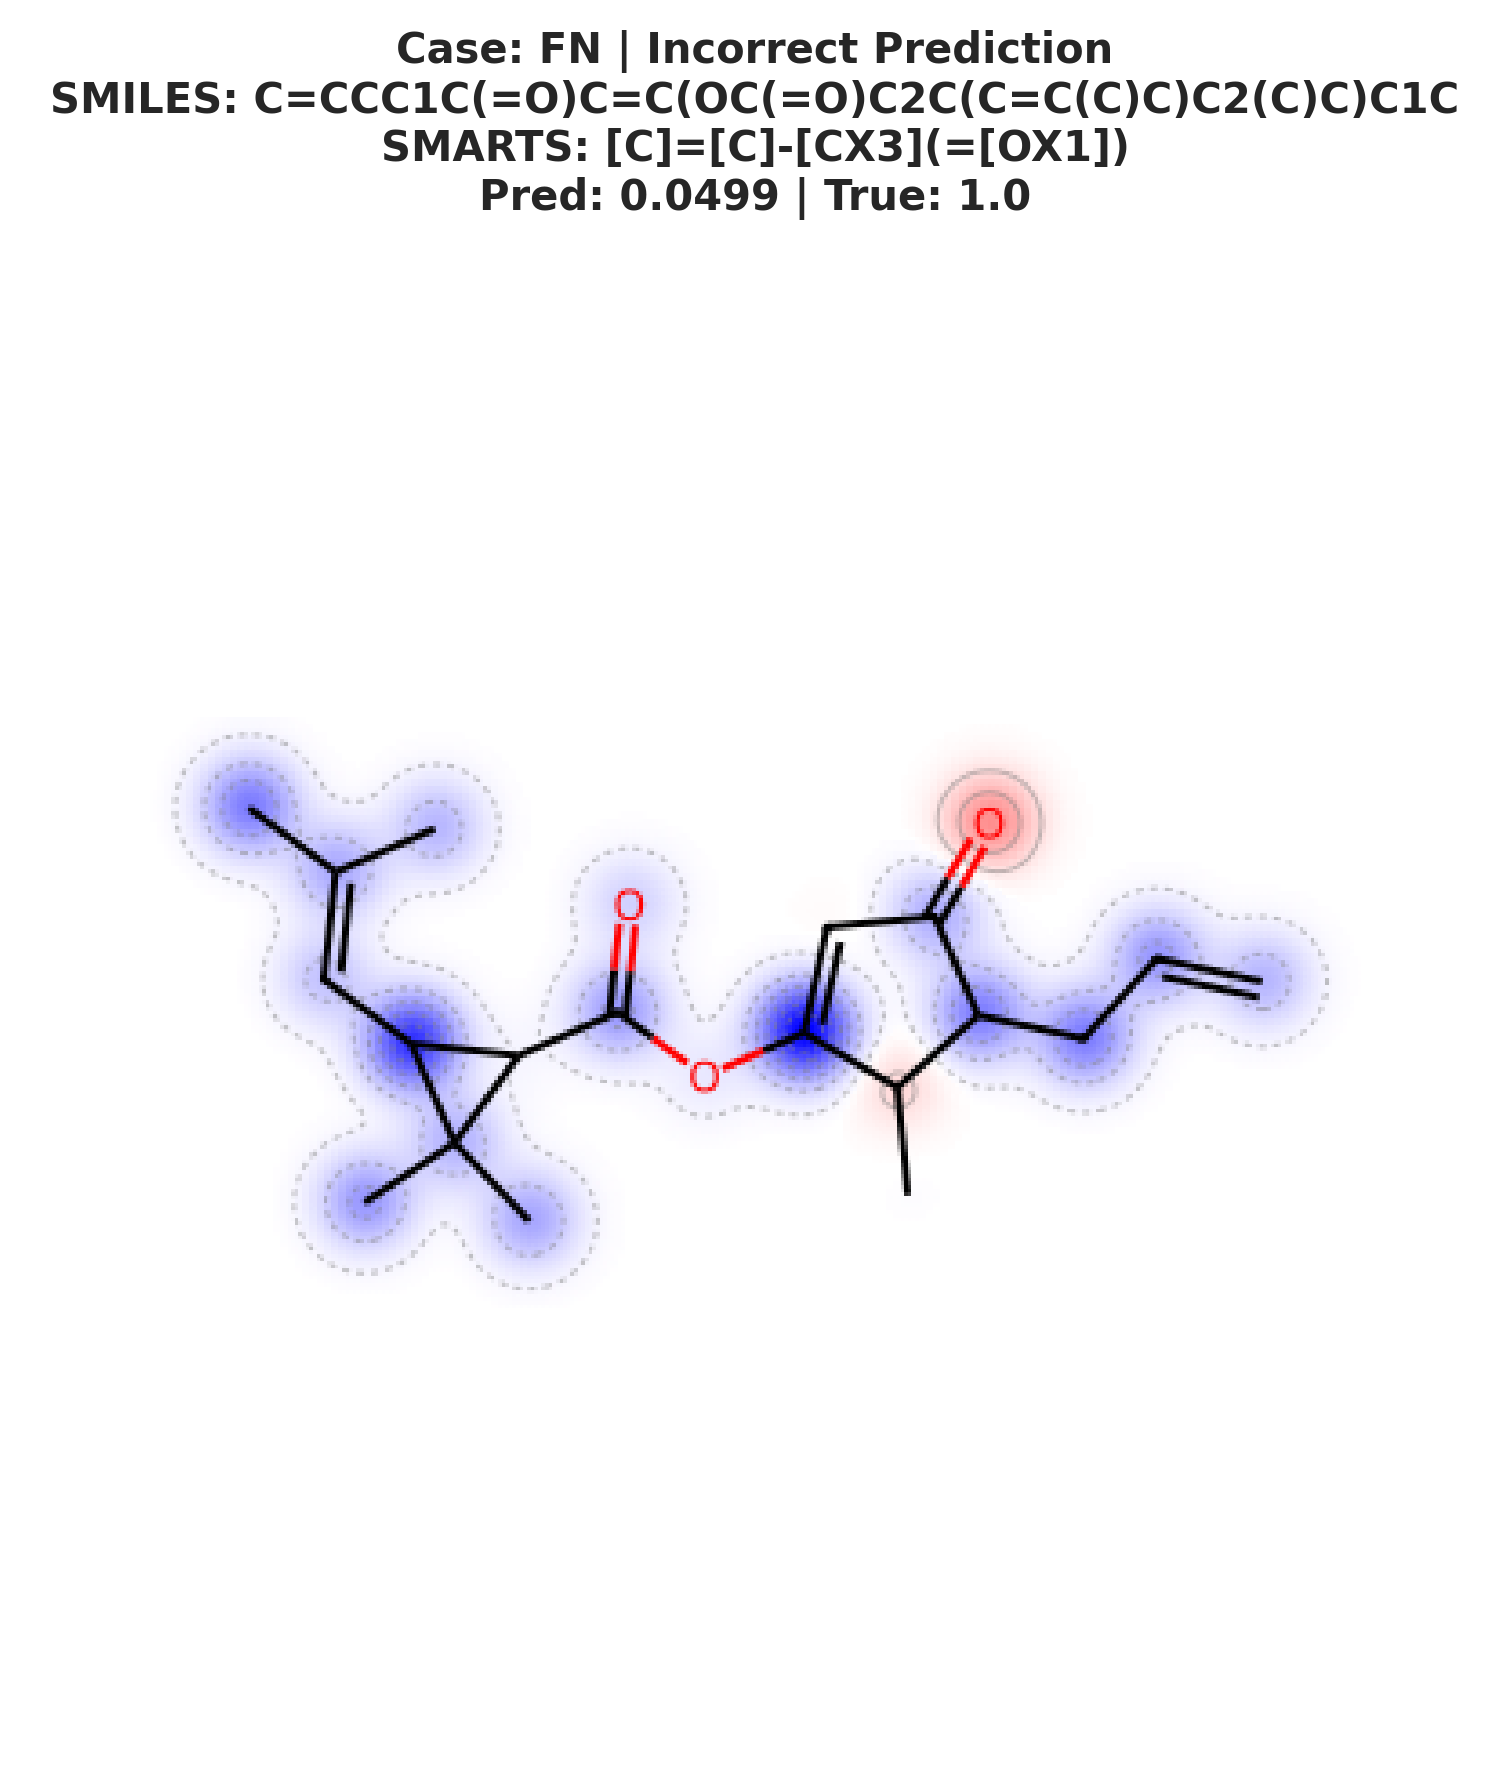 Case: FN | Incorrect Prediction
SMILES: C=CCC1C(=O)C=C(OC(=O)C2C(C=C(C)C)C2(C)C)C1C
SMARTS: [C]=[C]-[CX3](=[OX1])
Pred: 0.0499 | True: 1.0
O
O
O